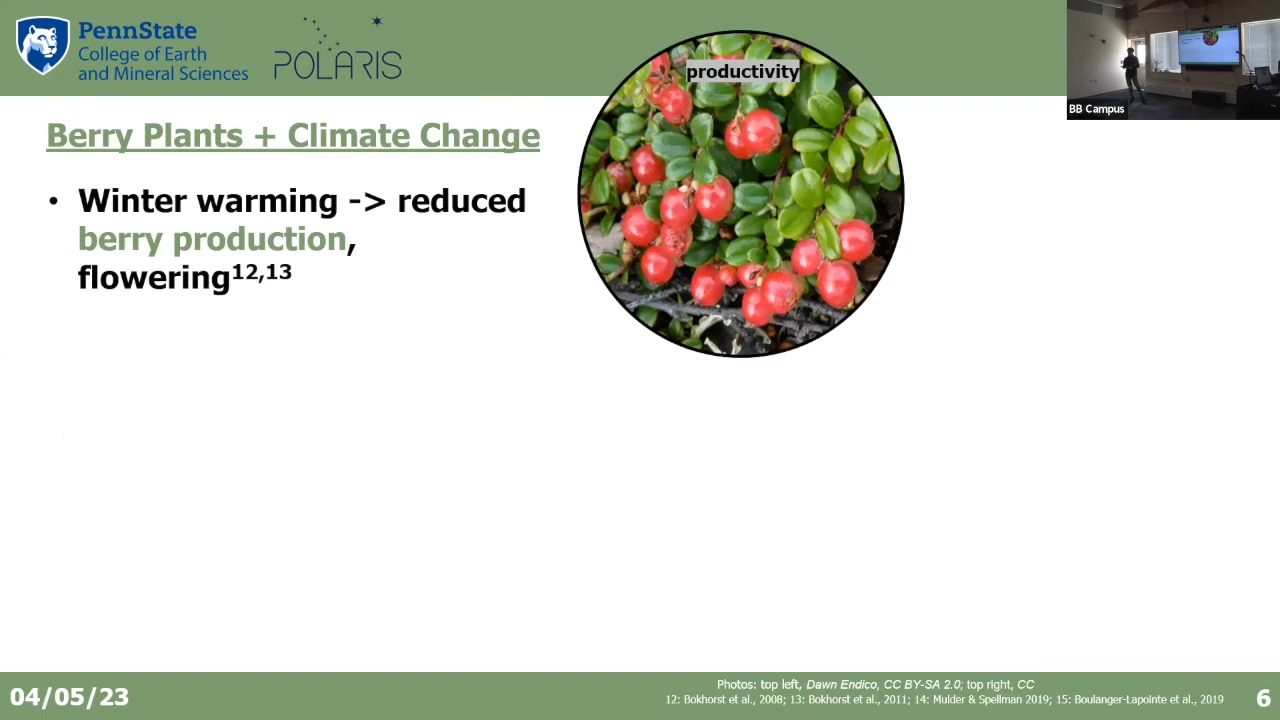 PennState
College of Earth
and Mineral Sciences
POLARIS
productivity
BB Campus
Berry Plants + Climate Change
• Winter warming -> reduced
berry production,
flowering12,13
04/05/23
Photos: top left, Dawn Endico, CC BY-SA 2.0; top right, CC
12: Bokhorst et al., 2008; 13: Bokhorst et al., 2011; 14: Mulder & Spellman 2019; 15: Boulanger-Lapointe et al., 2019
6